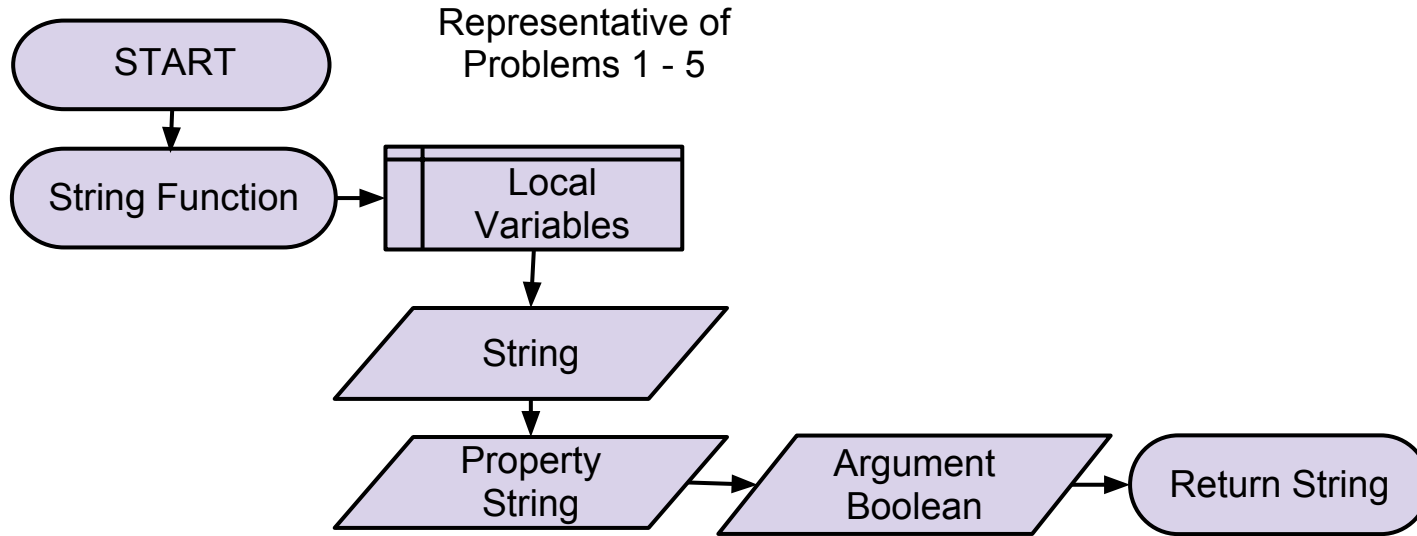 Representative of
Problems 1 - 5
START
String Function
Local
Variables
String
Property
String
Argument
Boolean
Return String